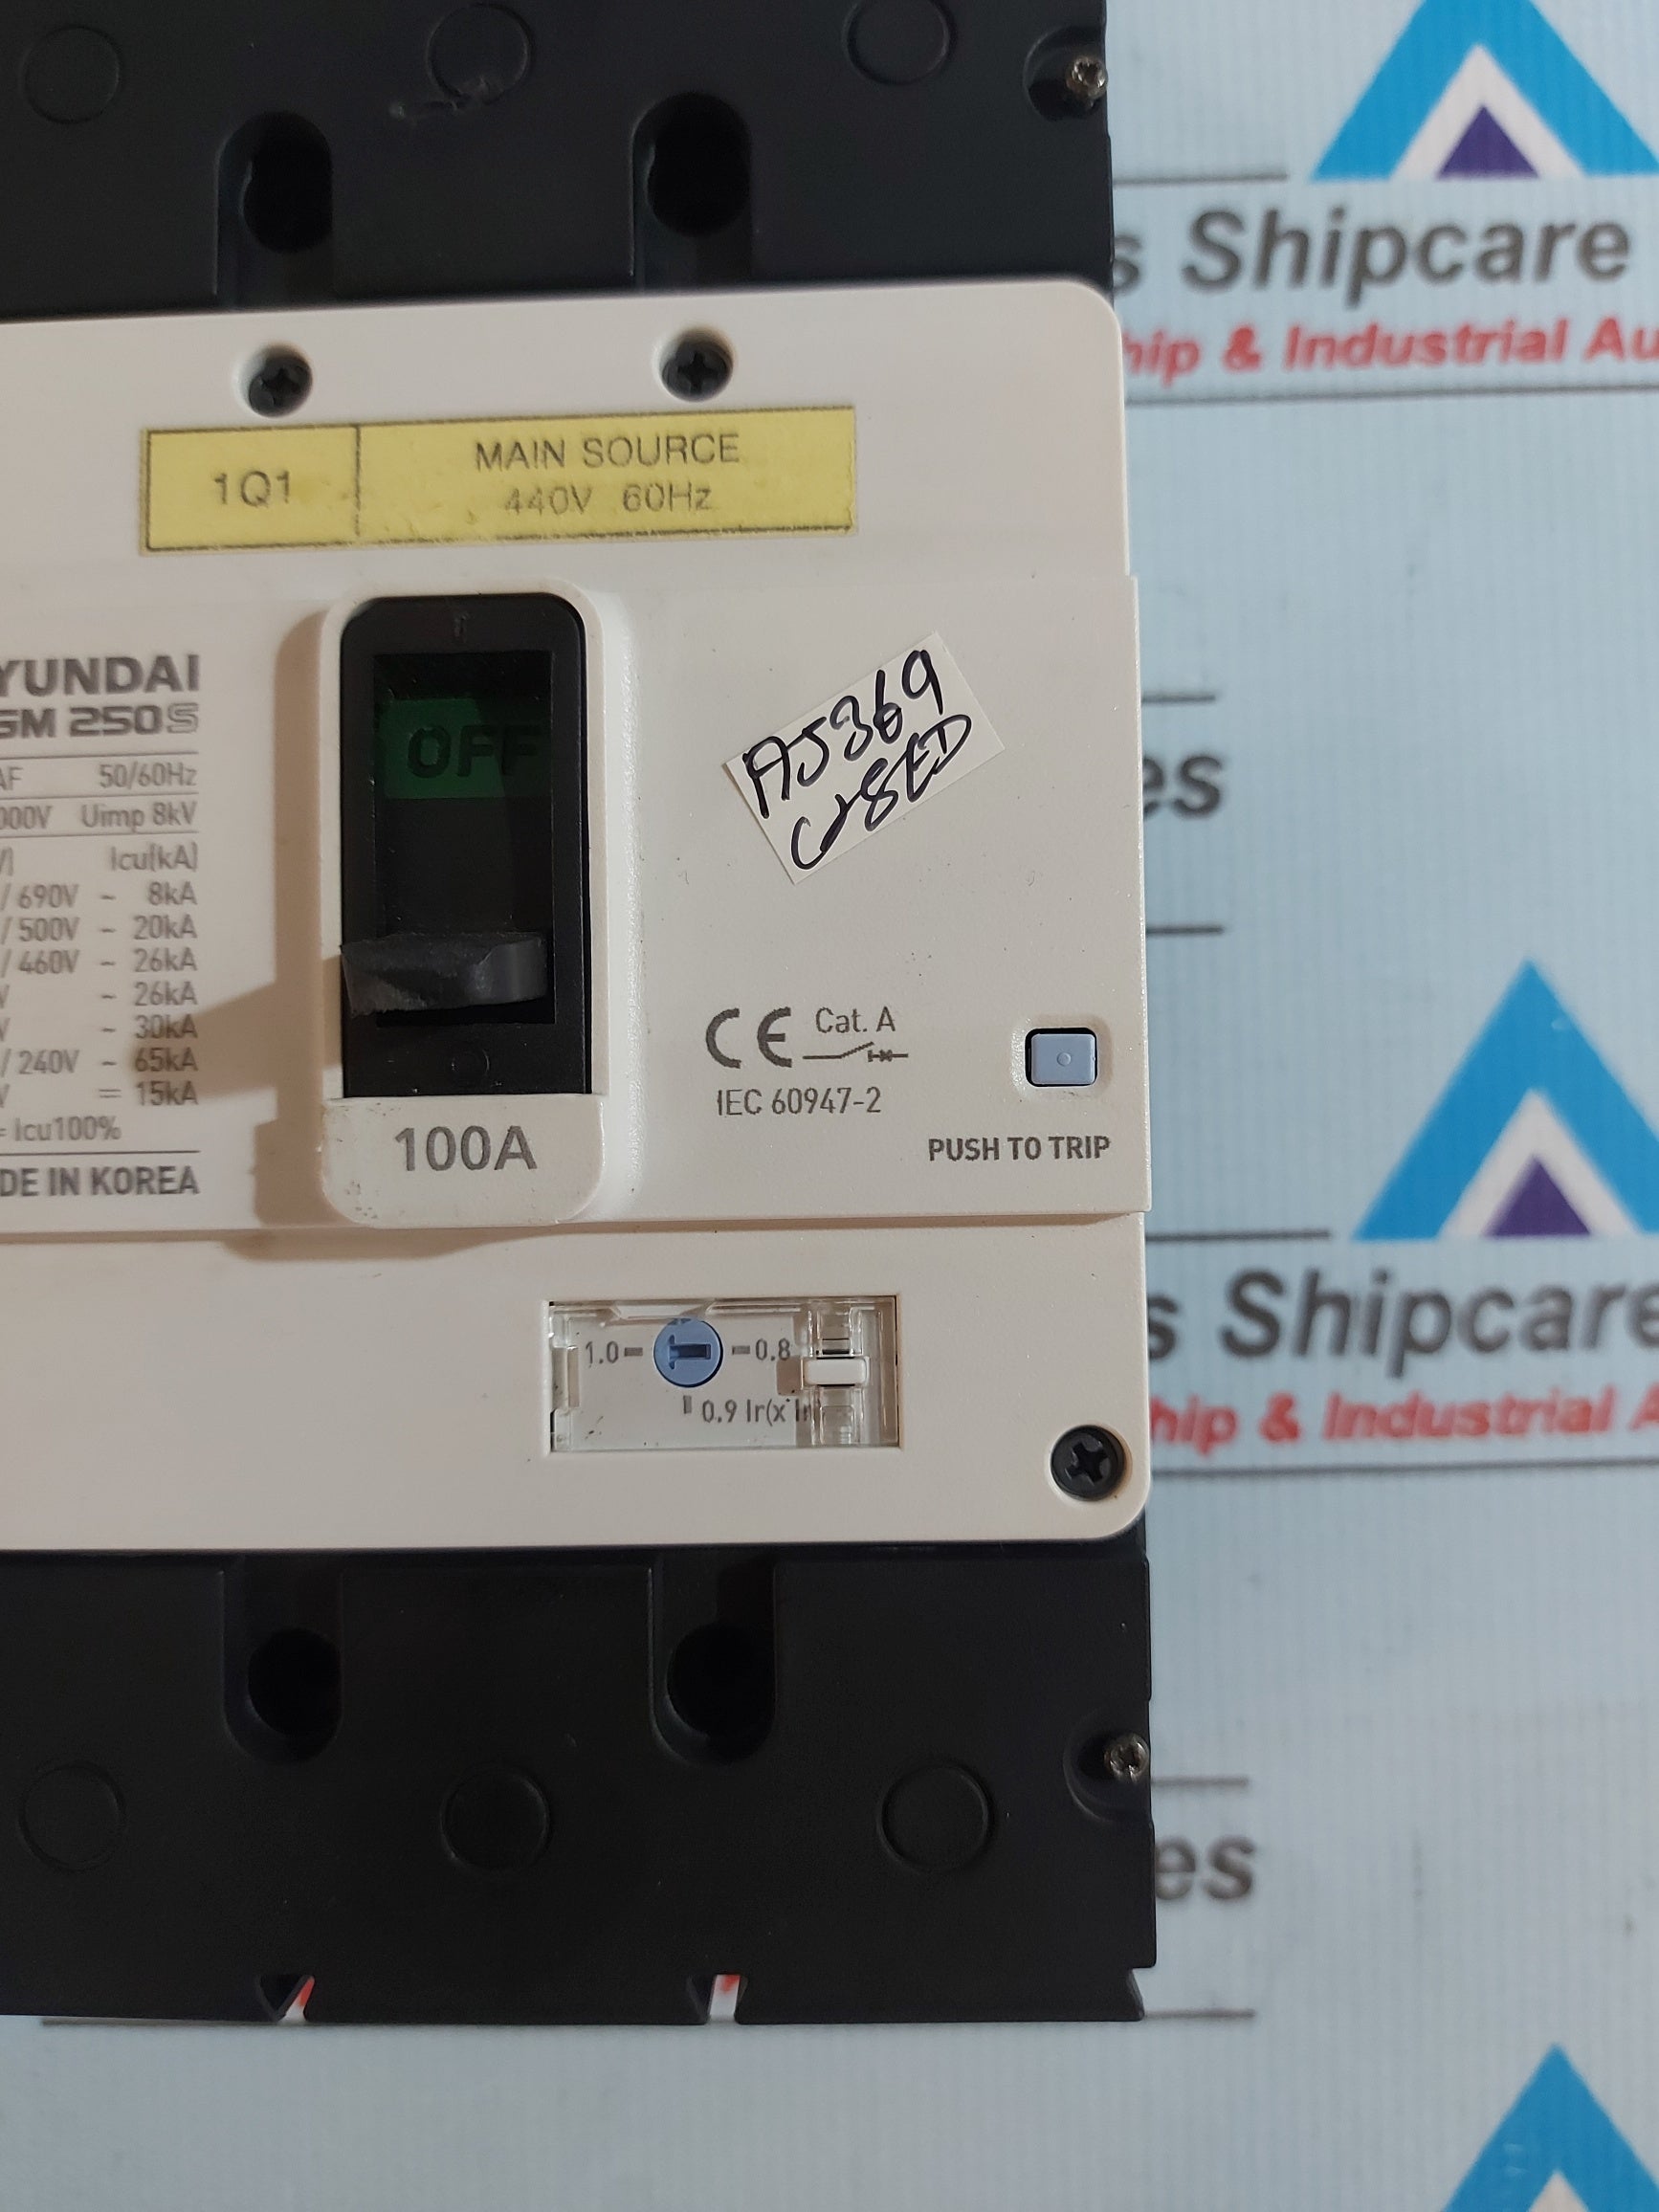 s Shipcare
hip & Industrial Au
1Q1
MAIN SOURCE
440V 60Hz
YUNDAI
GM 250S
AF 50/60Hz
000V Uimp 8kV
V) Icu(kA)
/ 690V ~ 8kA
/ 500V ~ 20kA
/ 460V ~ 26kA
V ~ 26kA
V ~ 30kA
/ 240V ~ 65kA
V = 15kA
= Icu100%
DE IN KOREA
OFF
100A
AJ369
USED
CE Cat. A
IEC 60947-2
PUSH TO TRIP
1.0 0.8
0.9 Ir(x In)
es
s Shipcare
hip & Industrial A
es